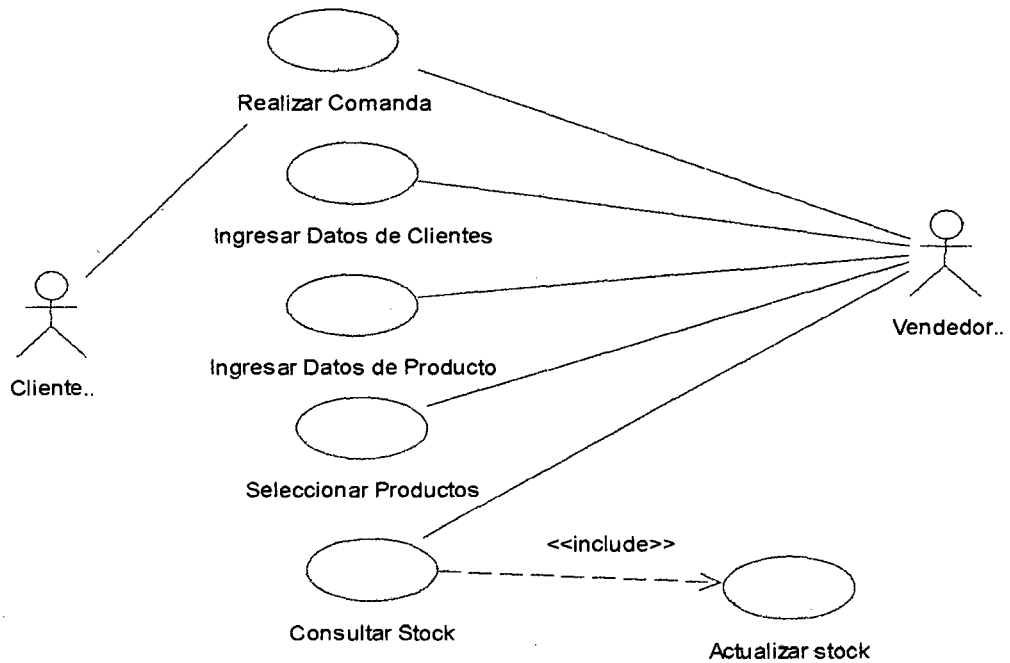 Realizar Comanda
Ingresar Datos de Clientes
Vendedor..
Ingresar Datos de Producto
Cliente..
Seleccionar Productos
<<include>>
Consultar Stock
Actualizar stock